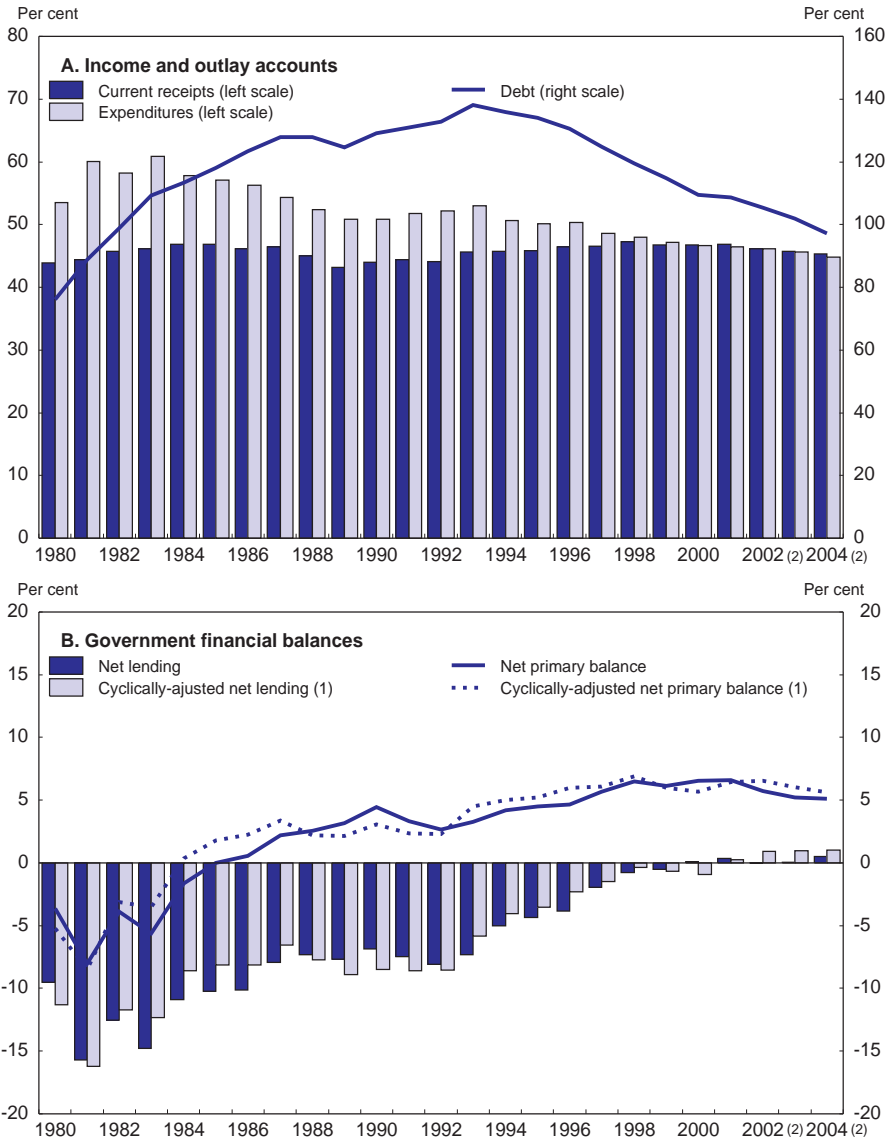 Per cent Per cent
80 160
A. Income and outlay accounts
Current receipts (left scale) Debt (right scale)
Expenditures (left scale)
70 140
60 120
50 100
40 80
30 60
20 40
10 20
0 0
1980 1982 1984 1986 1988 1990 1992 1994 1996 1998 2000 2002 (2) 2004 (2)
Per cent Per cent
20 20
B. Government financial balances
Net lending Net primary balance
Cyclically-ajusted net lending (1) Cyclically-adjusted net primary balance (1)
15 15
10 10
5 5
0 0
-5 -5
-10 -10
-15 -15
-20 -20
1980 1982 1984 1986 1988 1990 1992 1994 1996 1998 2000 2002 (2) 2004 (2)